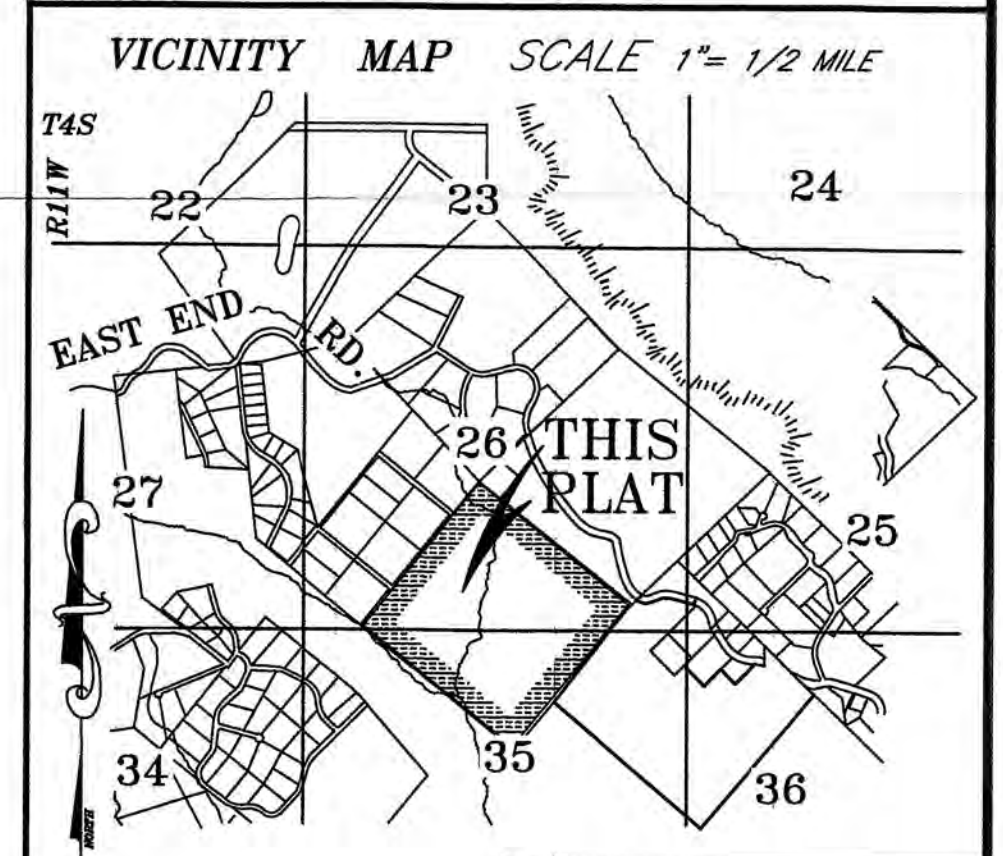 VICINITY MAP SCALE 1"= 1/2 MILE
T4S
R11W
22
23
24
EAST END RD.
26
THIS
PLAT
27
25
34
35
36
NORTH